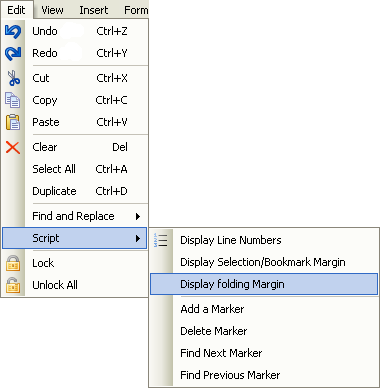 Edit View Insert Form
Undo Ctrl+Z
Redo Ctrl+Y
Cut Ctrl+X
Copy Ctrl+C
Paste Ctrl+V
Clear Del
Select All Ctrl+A
Duplicate Ctrl+D
Find and Replace
Script
Lock
Unlock All
Display Line Numbers
Display Selection/Bookmark Margin
Display folding Margin
Add a Marker
Delete Marker
Find Next Marker
Find Previous Marker